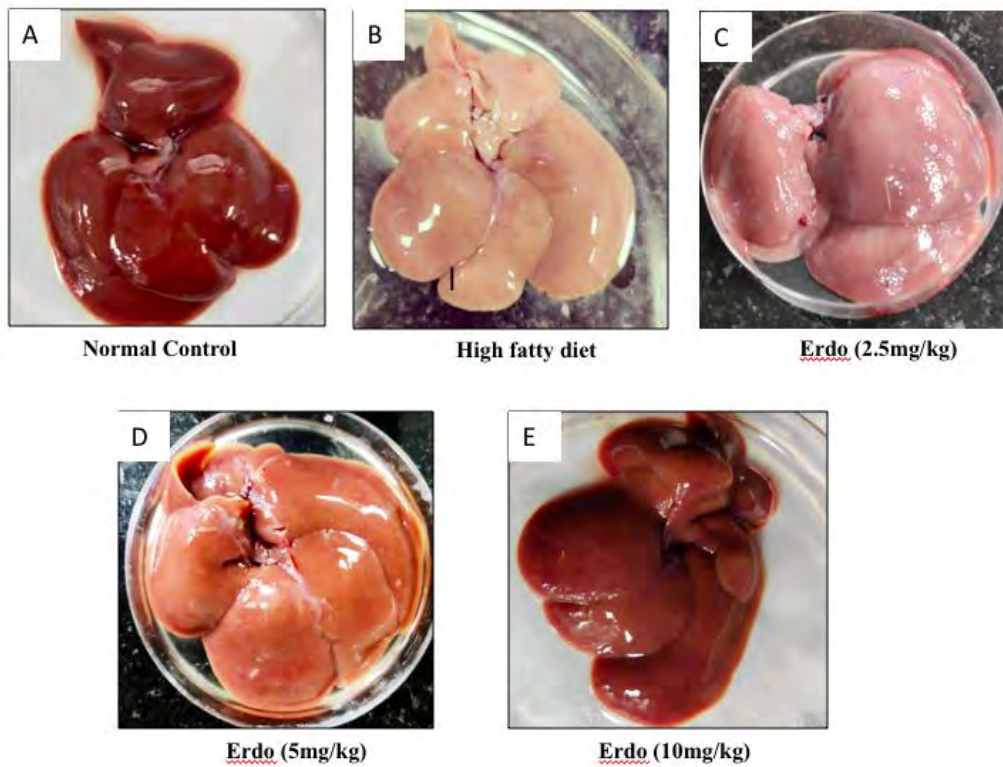 A
B
C
Normal Control
High fatty diet
Erdo (2.5mg/kg)
D
E
Erdo (5mg/kg)
Erdo (10mg/kg)